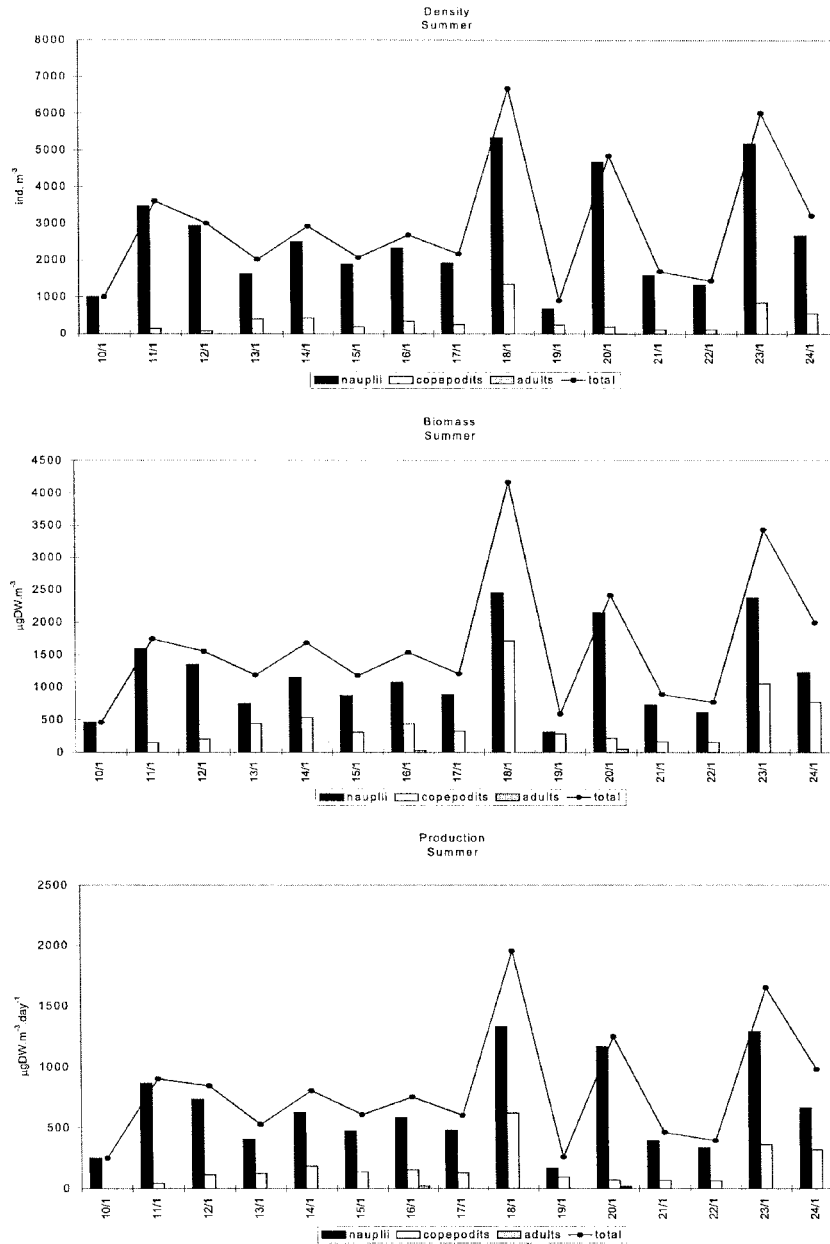 Density
Summer
8000
7000
6000
5000
4000
3000
2000
1000
0
ind. m⁻³
10/1 11/1 12/1 13/1 14/1 15/1 16/1 17/1 18/1 19/1 20/1 21/1 22/1 23/1 24/1
nauplii copepodits adults total
Biomass
Summer
4500
4000
3500
3000
2500
2000
1500
1000
500
0
µgDW.m⁻³
10/1 11/1 12/1 13/1 14/1 15/1 16/1 17/1 18/1 19/1 20/1 21/1 22/1 23/1 24/1
nauplii copepodits adults total
Production
Summer
2500
2000
1500
1000
500
0
µgDW.m⁻³.day⁻¹
10/1 11/1 12/1 13/1 14/1 15/1 16/1 17/1 18/1 19/1 20/1 21/1 22/1 23/1 24/1
nauplii copepodits adults total